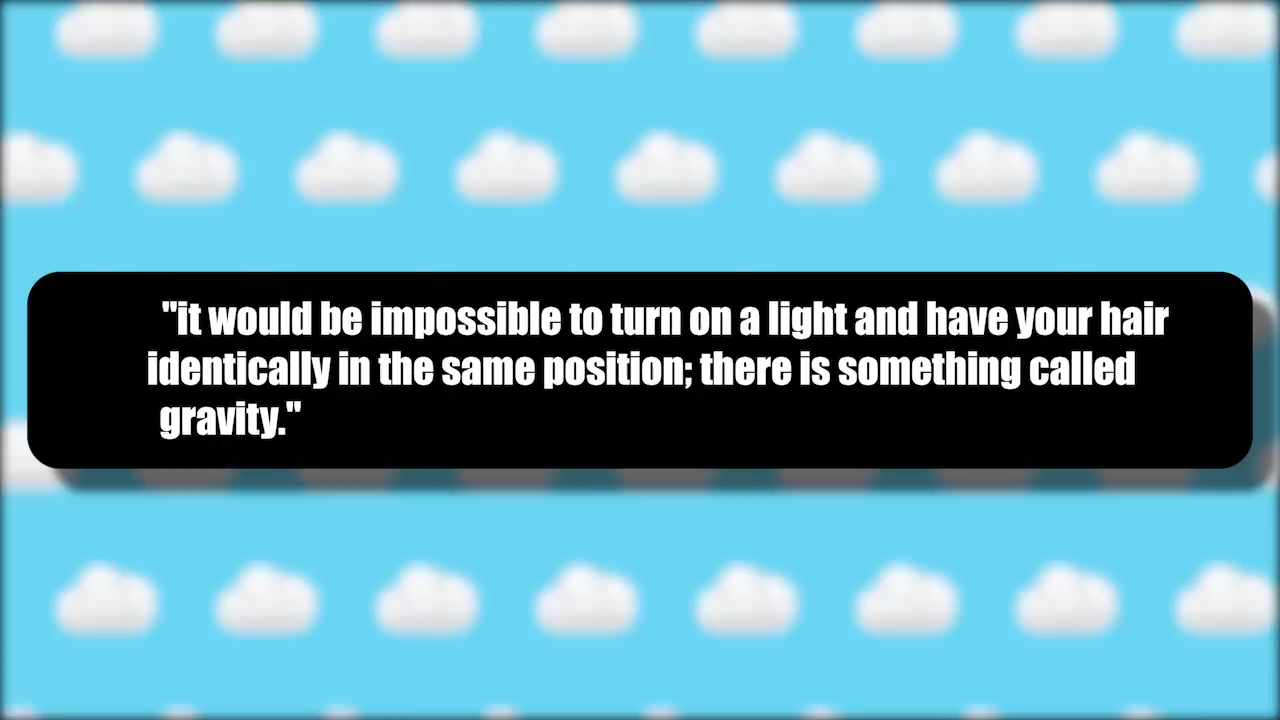 "it would be impossible to turn on a light and have your hair
identically in the same position; there is something called
gravity."